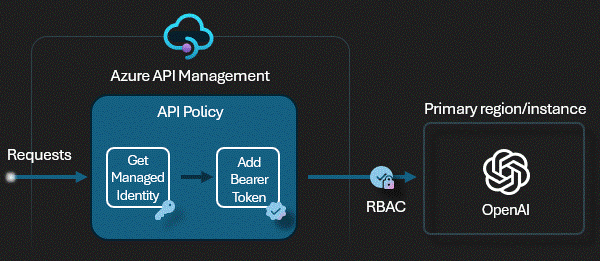 Azure API Management
API Policy
Requests
Get
Managed
Identity
Add
Bearer
Token
RBAC
Primary region/instance
OpenAI